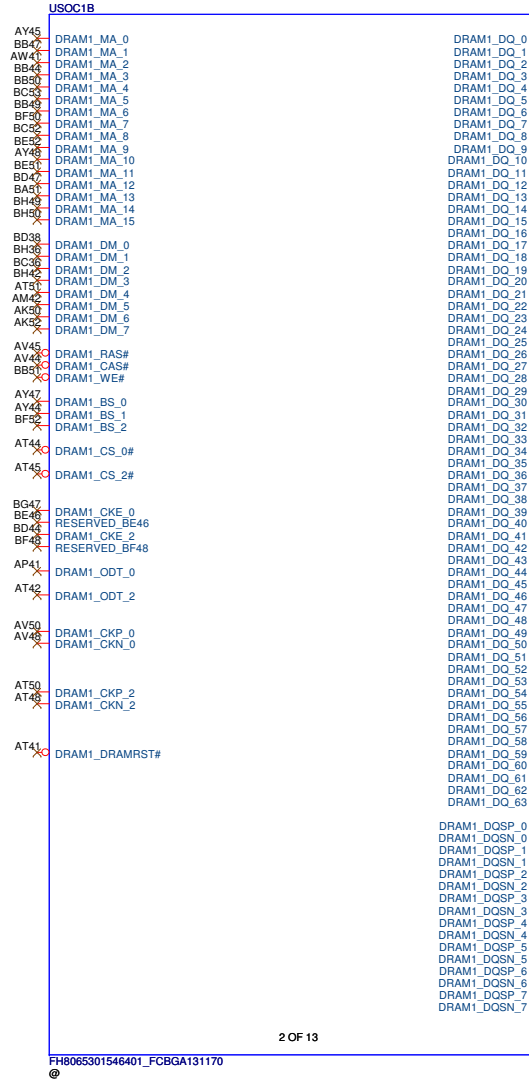 USOC1B
AY45 DRAM1_MA_0
BB47 DRAM1_MA_1
AW41 DRAM1_MA_2
BB44 DRAM1_MA_3
BB50 DRAM1_MA_4
BC53 DRAM1_MA_5
BB49 DRAM1_MA_6
BF50 DRAM1_MA_7
BC52 DRAM1_MA_8
BE52 DRAM1_MA_9
AY48 DRAM1_MA_10
BE51 DRAM1_MA_11
BD47 DRAM1_MA_12
BA51 DRAM1_MA_13
BH49 DRAM1_MA_14
BH50 DRAM1_MA_15
BD38 DRAM1_DM_0
BH36 DRAM1_DM_1
BC36 DRAM1_DM_2
BH42 DRAM1_DM_3
AT51 DRAM1_DM_4
AM42 DRAM1_DM_5
AK50 DRAM1_DM_6
AK52 DRAM1_DM_7
AV45 DRAM1_RAS#
AV44 DRAM1_CAS#
BB51 DRAM1_WE#
AY47 DRAM1_BS_0
AY44 DRAM1_BS_1
BF52 DRAM1_BS_2
AT44 DRAM1_CS_0#
AT45 DRAM1_CS_2#
BG47 DRAM1_CKE_0
BE46 RESERVED_BE46
BD44 DRAM1_CKE_2
BF48 RESERVED_BF48
AP41 DRAM1_ODT_0
AT42 DRAM1_ODT_2
AV50 DRAM1_CKP_0
AV48 DRAM1_CKN_0
AT50 DRAM1_CKP_2
AT48 DRAM1_CKN_2
AT41 DRAM1_DRAMRST#
DRAM1_DQ_0
DRAM1_DQ_1
DRAM1_DQ_2
DRAM1_DQ_3
DRAM1_DQ_4
DRAM1_DQ_5
DRAM1_DQ_6
DRAM1_DQ_7
DRAM1_DQ_8
DRAM1_DQ_9
DRAM1_DQ_10
DRAM1_DQ_11
DRAM1_DQ_12
DRAM1_DQ_13
DRAM1_DQ_14
DRAM1_DQ_15
DRAM1_DQ_16
DRAM1_DQ_17
DRAM1_DQ_18
DRAM1_DQ_19
DRAM1_DQ_20
DRAM1_DQ_21
DRAM1_DQ_22
DRAM1_DQ_23
DRAM1_DQ_24
DRAM1_DQ_25
DRAM1_DQ_26
DRAM1_DQ_27
DRAM1_DQ_28
DRAM1_DQ_29
DRAM1_DQ_30
DRAM1_DQ_31
DRAM1_DQ_32
DRAM1_DQ_33
DRAM1_DQ_34
DRAM1_DQ_35
DRAM1_DQ_36
DRAM1_DQ_37
DRAM1_DQ_38
DRAM1_DQ_39
DRAM1_DQ_40
DRAM1_DQ_41
DRAM1_DQ_42
DRAM1_DQ_43
DRAM1_DQ_44
DRAM1_DQ_45
DRAM1_DQ_46
DRAM1_DQ_47
DRAM1_DQ_48
DRAM1_DQ_49
DRAM1_DQ_50
DRAM1_DQ_51
DRAM1_DQ_52
DRAM1_DQ_53
DRAM1_DQ_54
DRAM1_DQ_55
DRAM1_DQ_56
DRAM1_DQ_57
DRAM1_DQ_58
DRAM1_DQ_59
DRAM1_DQ_60
DRAM1_DQ_61
DRAM1_DQ_62
DRAM1_DQ_63
DRAM1_DQSP_0
DRAM1_DQSN_0
DRAM1_DQSP_1
DRAM1_DQSN_1
DRAM1_DQSP_2
DRAM1_DQSN_2
DRAM1_DQSP_3
DRAM1_DQSN_3
DRAM1_DQSP_4
DRAM1_DQSN_4
DRAM1_DQSP_5
DRAM1_DQSN_5
DRAM1_DQSP_6
DRAM1_DQSN_6
DRAM1_DQSP_7
DRAM1_DQSN_7
2 OF 13
FH8065301546401_FCBGA131170
@